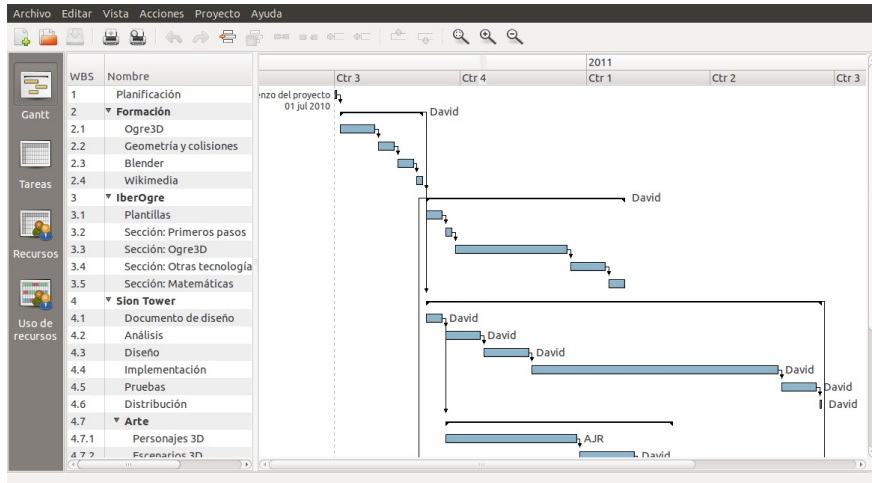 Archivo Editar Vista Acciones Proyecto Ayuda
2011
WBS Nombre Ctr 3 Ctr 4 Ctr 1 Ctr 2 Ctr 3
Gantt
Tareas
Recursos
Uso de
recursos
1 Planificación nzo del proyecto
01 jul 2010
2 Formación David
2.1 Ogre3D
2.2 Geometría y colisiones
2.3 Blender
2.4 Wikimedia
3 IberOgre David
3.1 Plantillas
3.2 Sección: Primeros pasos
3.3 Sección: Ogre3D
3.4 Sección: Otras tecnología
3.5 Sección: Matemáticas
4 Sion Tower
4.1 Documento de diseño David
4.2 Análisis David
4.3 Diseño David
4.4 Implementación David
4.5 Pruebas David
4.6 Distribución David
4.7 Arte
4.7.1 Personajes 3D AJR
4.7.2 Escenarios 3D David